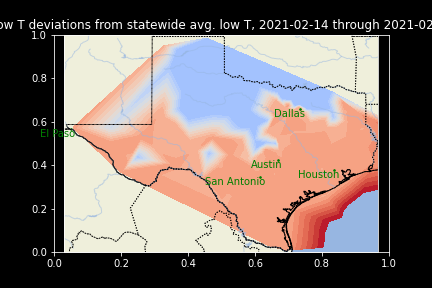 ow T deviations from statewide avg. low T, 2021-02-14 through 2021-02
1.0
0.8
Dallas
0.6
El Paso
0.4
Austin
San Antonio
Houston
0.2
0.0
0.0 0.2 0.4 0.6 0.8 1.0